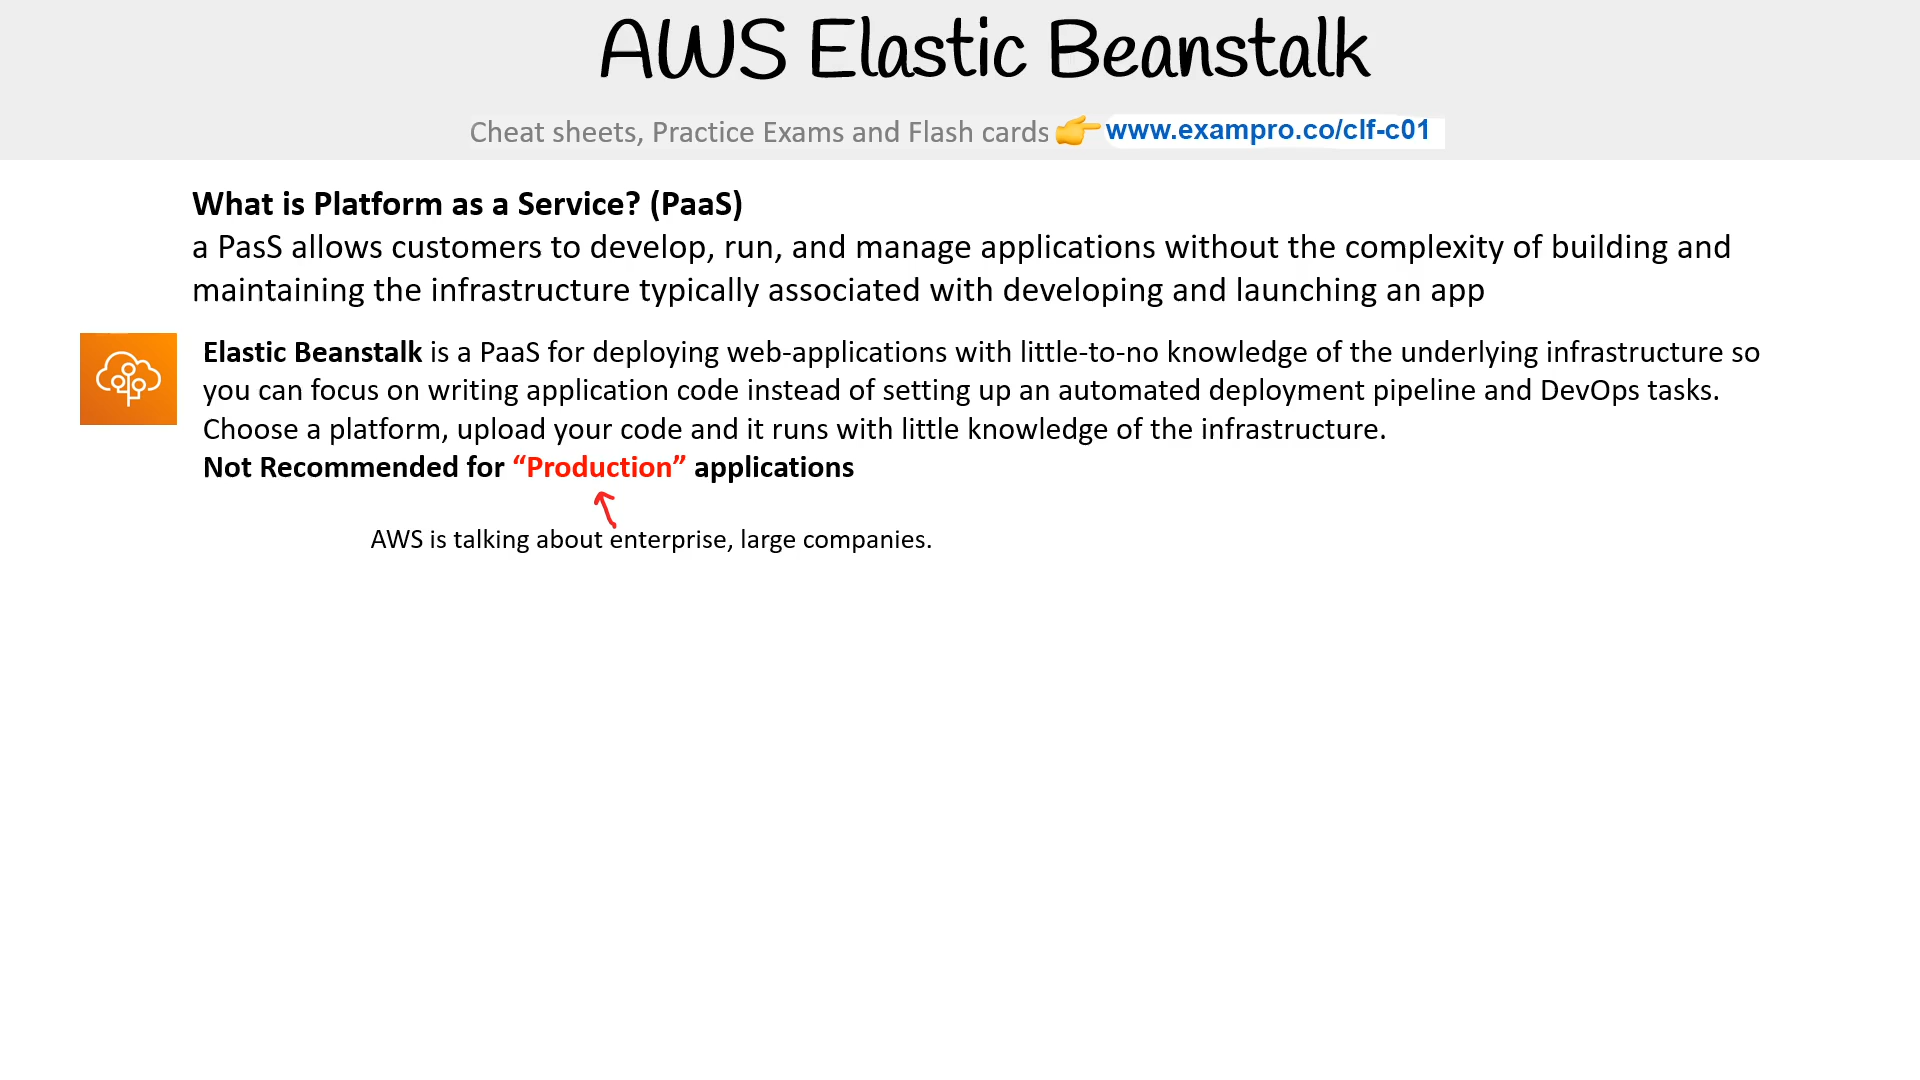 AWS Elastic Beanstalk
Cheat sheets, Practice Exams and Flash cards 👉 www.exampro.co/clf-c01
What is Platform as a Service? (PaaS)
a PasS allows customers to develop, run, and manage applications without the complexity of building and
maintaining the infrastructure typically associated with developing and launching an app
Elastic Beanstalk is a PaaS for deploying web-applications with little-to-no knowledge of the underlying infrastructure so
you can focus on writing application code instead of setting up an automated deployment pipeline and DevOps tasks.
Choose a platform, upload your code and it runs with little knowledge of the infrastructure.
Not Recommended for “Production” applications
AWS is talking about enterprise, large companies.